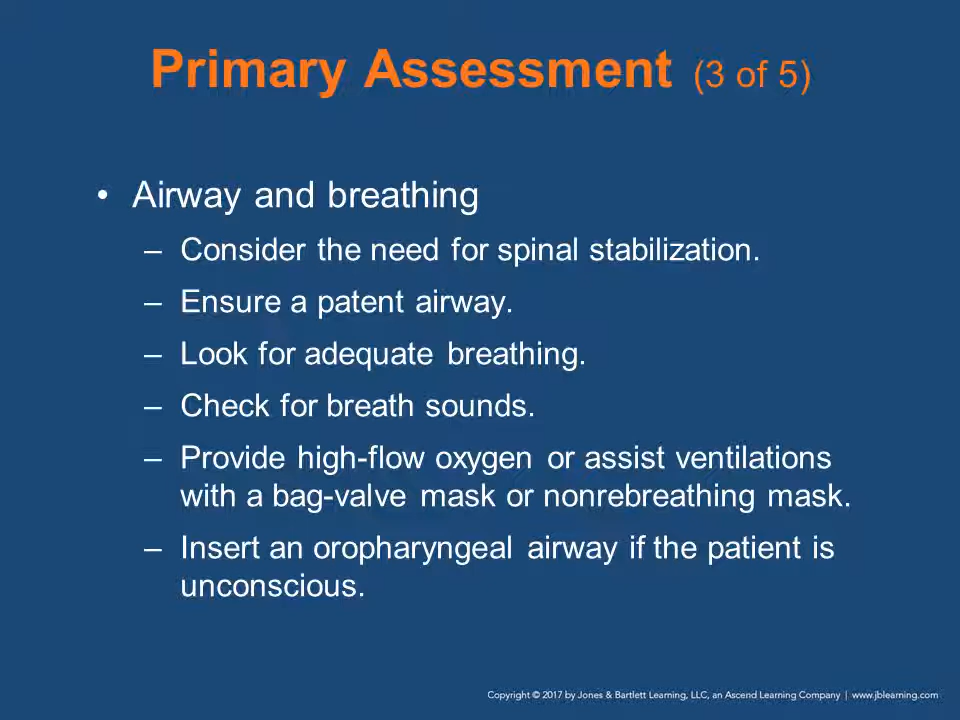 Primary Assessment (3 of 5)
• Airway and breathing
– Consider the need for spinal stabilization.
– Ensure a patent airway.
– Look for adequate breathing.
– Check for breath sounds.
– Provide high-flow oxygen or assist ventilations
with a bag-valve mask or nonrebreathing mask.
– Insert an oropharyngeal airway if the patient is
unconscious.
Copyright © 2017 by Jones & Bartlett Learning, LLC, an Ascend Learning Company | www.jblearning.com